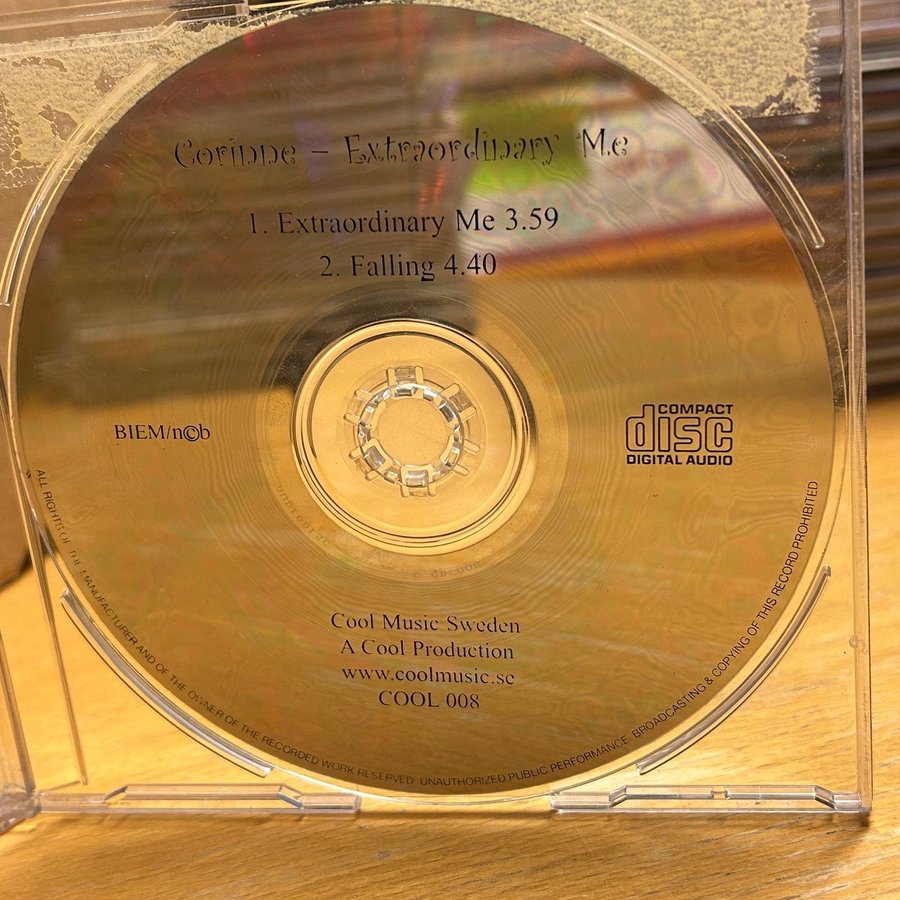 Corinne – Extraordinary Me
1. Extraordinary Me 3.59
2. Falling 4.40
BIEM/n©b
COMPACT
disc
DIGITAL AUDIO
Cool Music Sweden
A Cool Production
www.coolmusic.se
COOL 008
ALL RIGHTS OF THE MANUFACTURER AND OF THE OWNER OF THE RECORDED WORK RESERVED. UNAUTHORIZED PUBLIC PERFORMANCE, BROADCASTING & COPYING OF THIS RECORD PROHIBITED